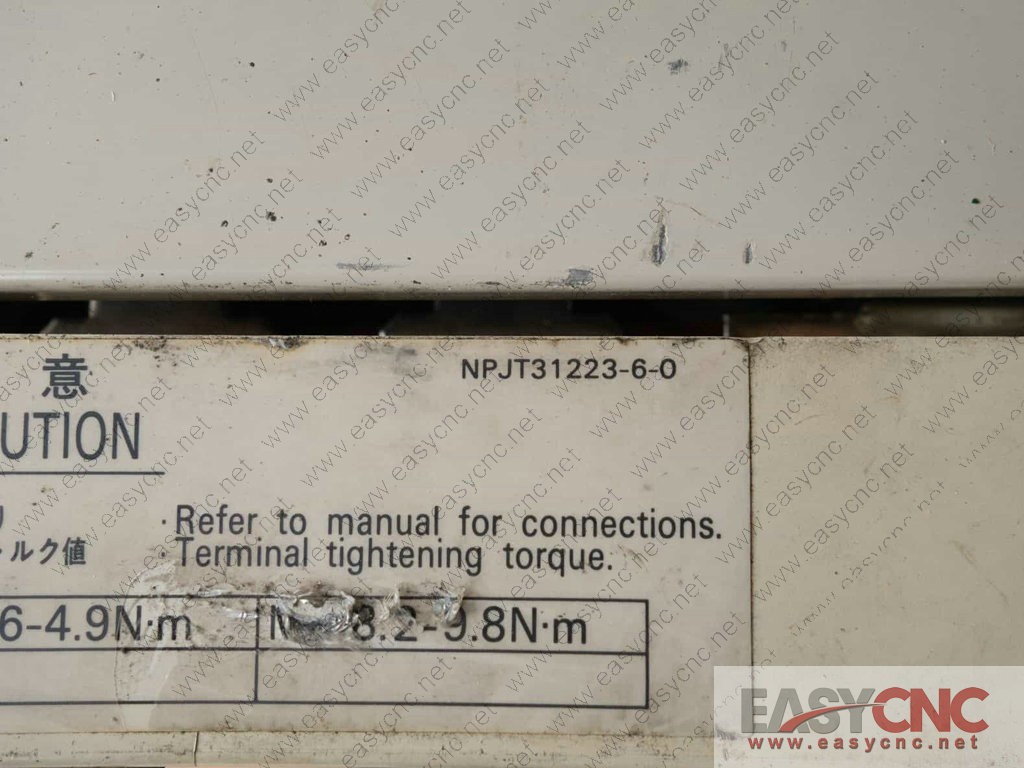 意
NPJT31223-6-0
UTION
・Refer to manual for connections.
ルク値
・Terminal tightening torque.
6-4.9N·m
8.2-9.8N·m
EASYCNC
www.easycnc.net